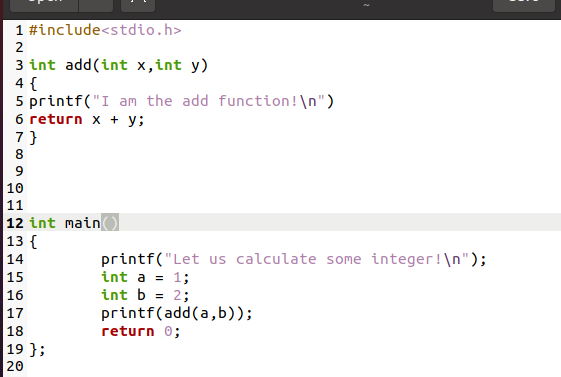 1 #include<stdio.h>
2
3 int add(int x,int y)
4 {
5 printf("I am the add function!\n")
6 return x + y;
7 }
8
9
10
11
12 int main()
13 {
14         printf("Let us calculate some integer!\n");
15         int a = 1;
16         int b = 2;
17         printf(add(a,b));
18         return 0;
19 };
20